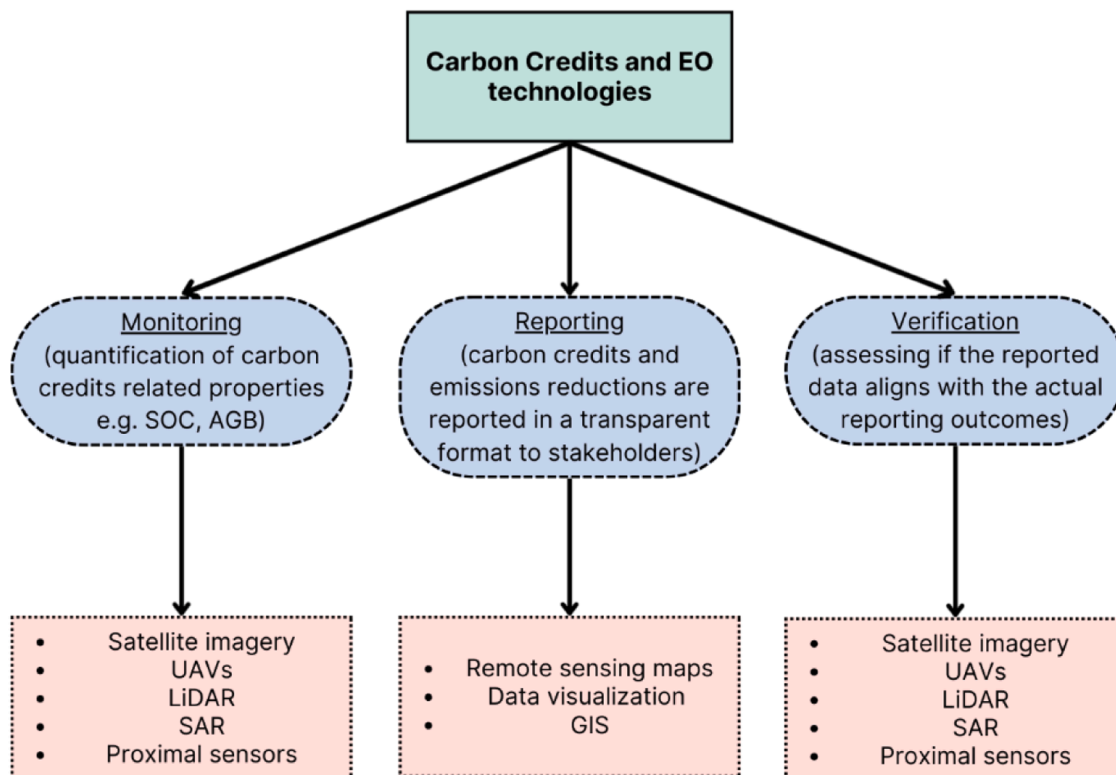 Carbon Credits and EO
technologies
Monitoring
(quantification of carbon
credits related properties
e.g. SOC, AGB)
Reporting
(carbon credits and
emissions reductions are
reported in a transparent
format to stakeholders)
Verification
(assessing if the reported
data aligns with the actual
reporting outcomes)
• Satellite imagery
• UAVs
• LiDAR
• SAR
• Proximal sensors
• Remote sensing maps
• Data visualization
• GIS
• Satellite imagery
• UAVs
• LiDAR
• SAR
• Proximal sensors